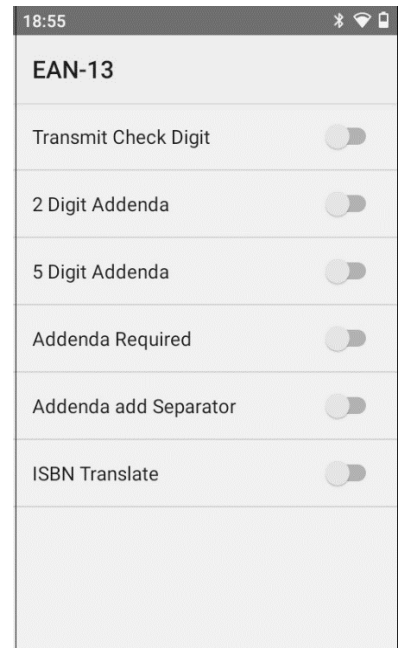 18:55
EAN-13
Transmit Check Digit
2 Digit Addenda
5 Digit Addenda
Addenda Required
Addenda add Separator
ISBN Translate